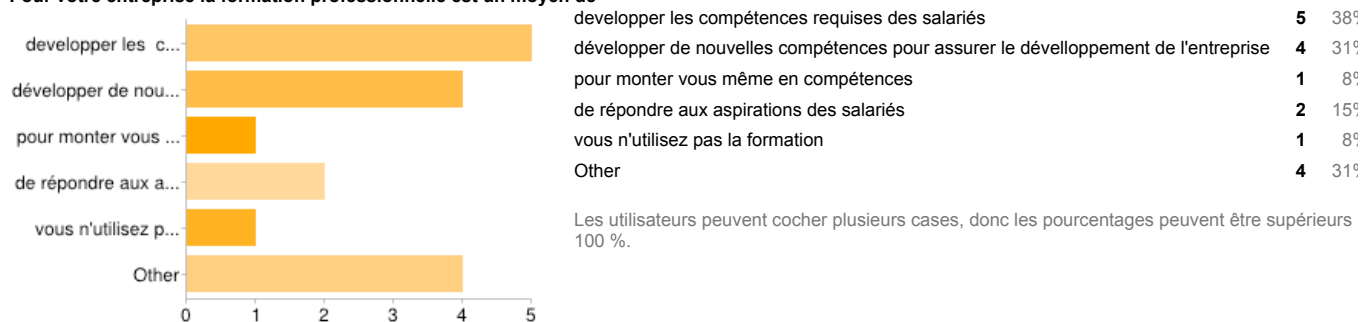 Pour votre entreprise la formation professionnelle est un moyen de
developper les c...
développer de nou...
pour monter vous ...
de répondre aux a...
vous n'utilisez p...
Other
0 1 2 3 4 5
developper les compétences requises des salariés 5 38%
développer de nouvelles compétences pour assurer le dévelloppement de l'entreprise 4 31%
pour monter vous même en compétences 1 8%
de répondre aux aspirations des salariés 2 15%
vous n'utilisez pas la formation 1 8%
Other 4 31%
Les utilisateurs peuvent cocher plusieurs cases, donc les pourcentages peuvent être supérieurs
100 %.